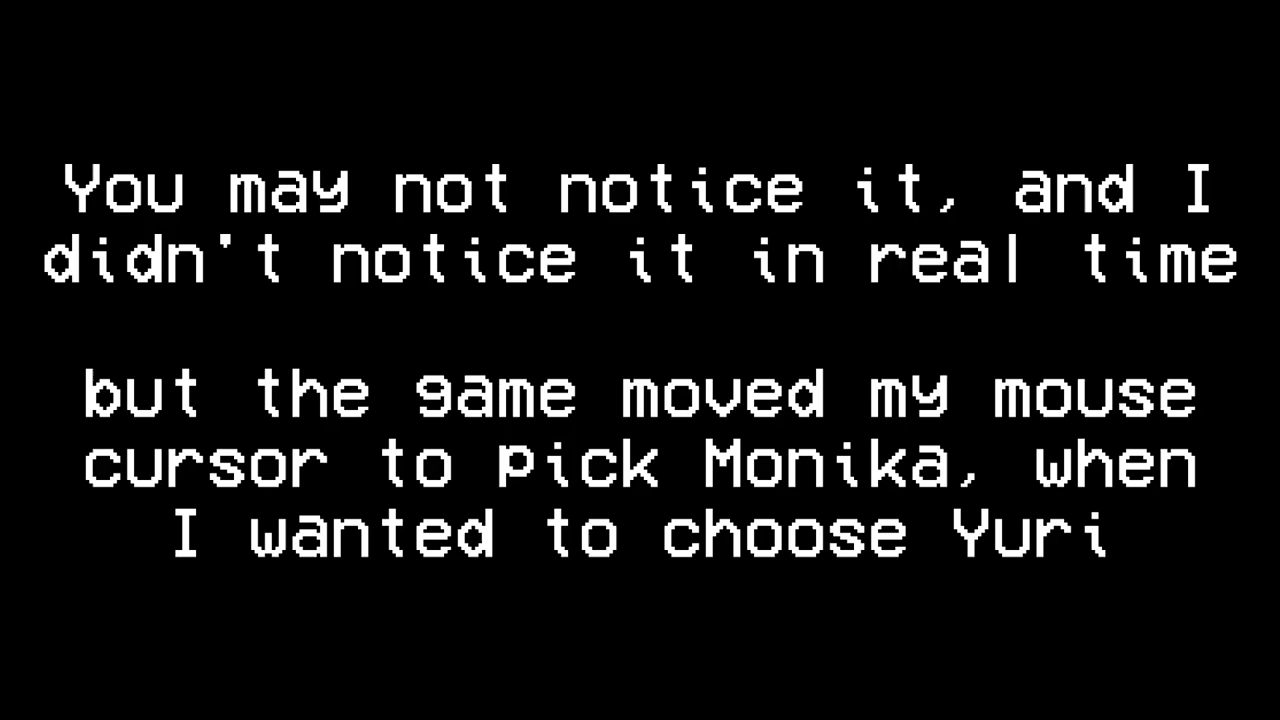 You may not notice it, and I
didn't notice it in real time
but the game moved my mouse
cursor to pick Monika, when
I wanted to choose Yuri